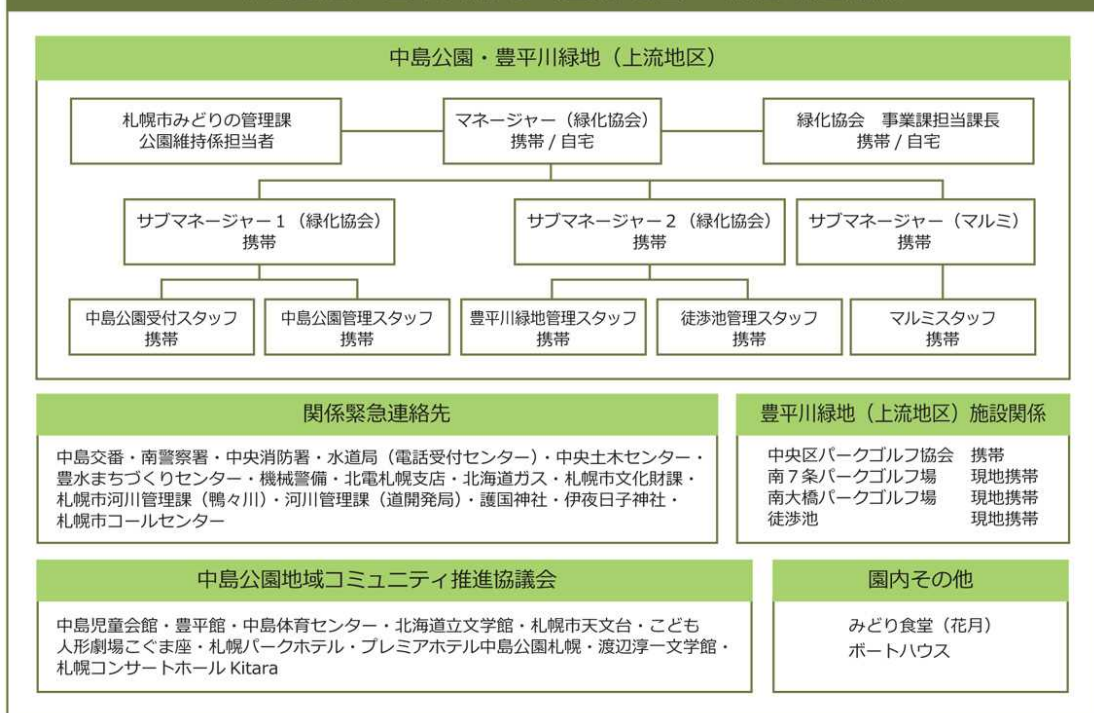 中島公園・豊平川緑地（上流地区）
札幌市みどりの管理課
公園維持係担当者
マネージャー（緑化協会）
携帯 / 自宅
緑化協会　事業課担当課長
携帯 / 自宅
サブマネージャー１（緑化協会）
携帯
サブマネージャー２（緑化協会）
携帯
サブマネージャー（マルミ）
携帯
中島公園受付スタッフ
携帯
中島公園管理スタッフ
携帯
豊平川緑地管理スタッフ
携帯
徒渉池管理スタッフ
携帯
マルミスタッフ
携帯
関係緊急連絡先
中島交番・南警察署・中央消防署・水道局（電話受付センター）・中央土木センター・
豊水まちづくりセンター・機械警備・北電札幌支店・北海道ガス・札幌市文化財課・
札幌市河川管理課（鴨々川）・河川管理課（道開発局）・護国神社・伊夜日子神社・
札幌市コールセンター
豊平川緑地（上流地区）施設関係
中央区パークゴルフ協会　携帯
南７条パークゴルフ場　現地携帯
南大橋パークゴルフ場　現地携帯
徒渉池　現地携帯
中島公園地域コミュニティ推進協議会
中島児童会館・豊平館・中島体育センター・北海道立文学館・札幌市天文台・こども
人形劇場こぐま座・札幌パークホテル・プレミアホテル中島公園札幌・渡辺淳一文学館・
札幌コンサートホール Kitara
園内その他
みどり食堂（花月）
ボートハウス